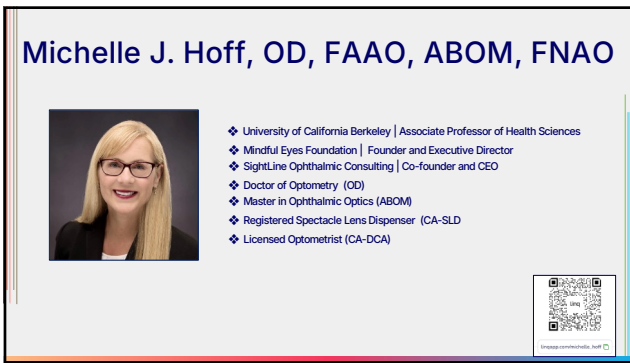 Michelle J. Hoff, OD, FAAO, ABOM, FNAO
❖ University of California Berkeley | Associate Professor of Health Sciences
❖ Mindful Eyes Foundation | Founder and Executive Director
❖ SightLine Ophthalmic Consulting | Co-founder and CEO
❖ Doctor of Optometry (OD)
❖ Master in Ophthalmic Optics (ABOM)
❖ Registered Spectacle Lens Dispenser (CA-SLD
❖ Licensed Optometrist (CA-DCA)
linq
linqapp.com/michelle_hoff